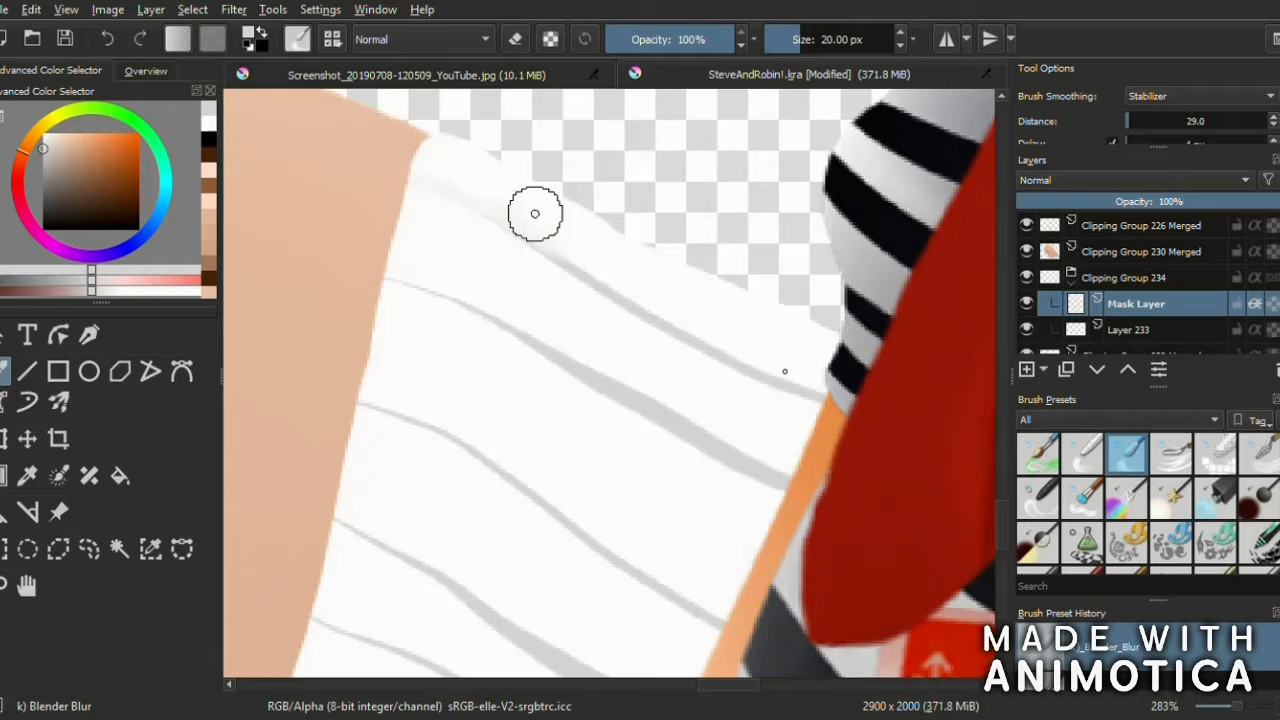 Edit View Image Layer Select Filter Tools Settings Window Help
Normal Opacity: 100% Size: 20.00 px
Advanced Color Selector Overview
Screenshot_20190708-120509_YouTube.jpg (10.1 MiB) SteveAndRobin!.kra [Modified] (371.8 MiB)
Advanced Color Selector
Tool Options
Brush Smoothing: Stabilizer
Distance: 29.0
Layers
Normal
Opacity: 100%
Clipping Group 226 Merged
Clipping Group 230 Merged
Clipping Group 234
Mask Layer
Layer 233
Brush Presets
All Tag
Search
Brush Preset History
MADE WITH
ANIMOTICA
k) Blender Blur RGB/Alpha (8-bit integer/channel) sRGB-elle-V2-srgbtrc.icc 2900 x 2000 (371.8 MiB) 283%